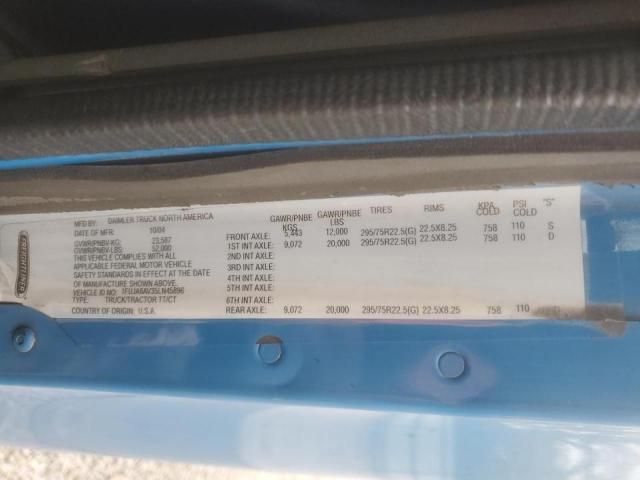 FREIGHTLINER
MFD BY: DAIMLER TRUCK NORTH AMERICA
DATE OF MFR: 10/04
GVWR/PNBV-KG: 23,587
GVWR/PNBV-LBS: 52,000
THIS VEHICLE COMPLIES WITH ALL
APPLICABLE FEDERAL MOTOR VEHICLE
SAFETY STANDARDS IN EFFECT AT THE DATE
OF MANUFACTURE SHOWN ABOVE.
VEHICLE ID NO.: 1FUJA6AV35LN45896
TYPE: TRUCK/TRACTOR TT/CT
COUNTRY OF ORIGIN: U.S.A.
GAWR/PNBE KGS GAWR/PNBE LBS TIRES RIMS KPA COLD PSI COLD "S"
FRONT AXLE: 5,443 12,000 295/75R22.5(G) 22.5X8.25 758 110 S
1ST INT AXLE: 9,072 20,000 295/75R22.5(G) 22.5X8.25 758 110 D
2ND INT AXLE:
3RD INT AXLE:
4TH INT AXLE:
5TH INT AXLE:
6TH INT AXLE:
REAR AXLE: 9,072 20,000 295/75R22.5(G) 22.5X8.25 758 110 D